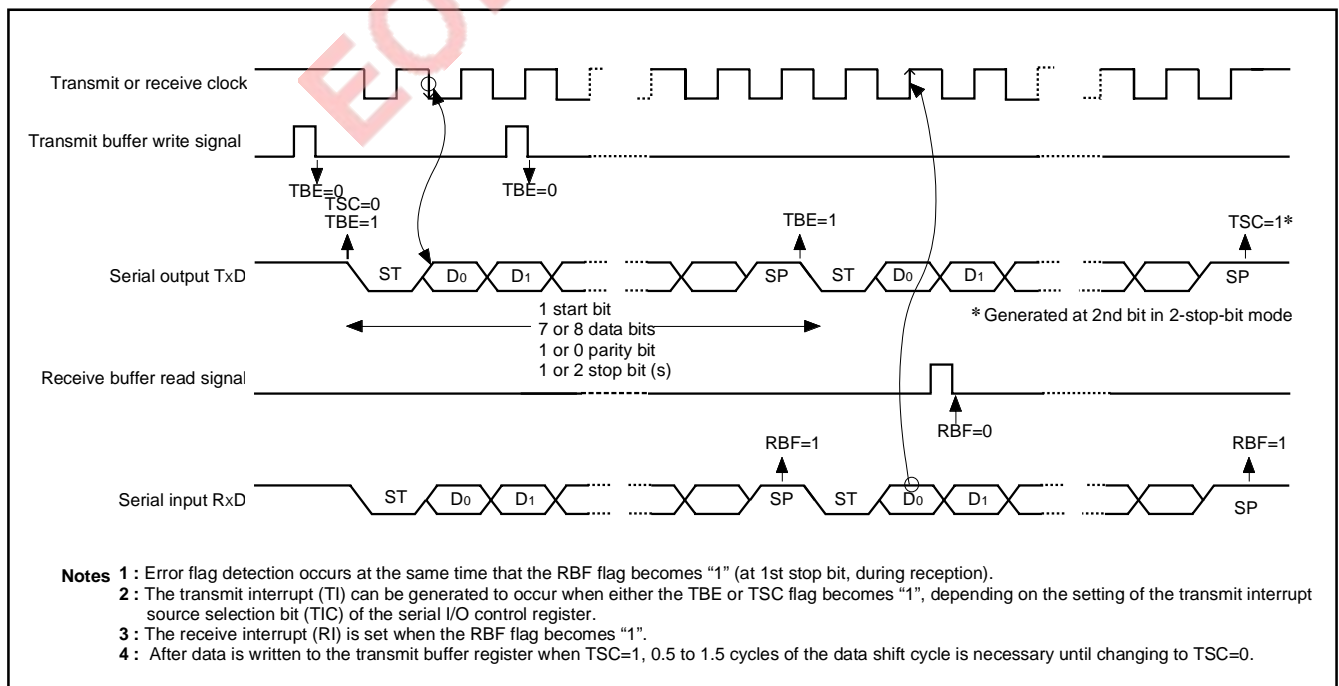 EOL
Transmit or receive clock
Transmit buffer write signal
TBE=0
TSC=0
TBE=1
TBE=0
TBE=1
TSC=1*
Serial output TxD
ST D0 D1 SP ST D0 D1 SP
1 start bit
7 or 8 data bits
1 or 0 parity bit
1 or 2 stop bit (s)
* Generated at 2nd bit in 2-stop-bit mode
Receive buffer read signal
RBF=0
RBF=1
RBF=1
Serial input RxD
ST D0 D1 SP ST D0 D1 SP
Notes 1 : Error flag detection occurs at the same time that the RBF flag becomes “1” (at 1st stop bit, during reception).
2 : The transmit interrupt (TI) can be generated to occur when either the TBE or TSC flag becomes “1”, depending on the setting of the transmit interrupt
source selection bit (TIC) of the serial I/O control register.
3 : The receive interrupt (RI) is set when the RBF flag becomes “1”.
4 : After data is written to the transmit buffer register when TSC=1, 0.5 to 1.5 cycles of the data shift cycle is necessary until changing to TSC=0.